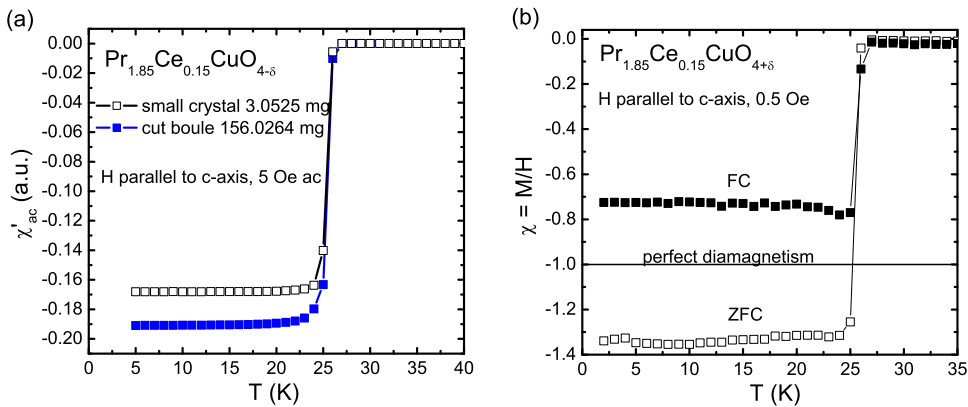 (a)
0.00
-0.02
-0.04
-0.06
-0.08
-0.10
-0.12
-0.14
-0.16
-0.18
-0.20
χ'ac (a.u.)
Pr1.85Ce0.15CuO4-δ
small crystal 3.0525 mg
cut boule 156.0264 mg
H parallel to c-axis, 5 Oe ac
0 5 10 15 20 25 30 35 40
T (K)
(b)
0.0
-0.2
-0.4
-0.6
-0.8
-1.0
-1.2
-1.4
χ = M/H
Pr1.85Ce0.15CuO4+δ
H parallel to c-axis, 0.5 Oe
FC
perfect diamagnetism
ZFC
0 5 10 15 20 25 30 35
T (K)